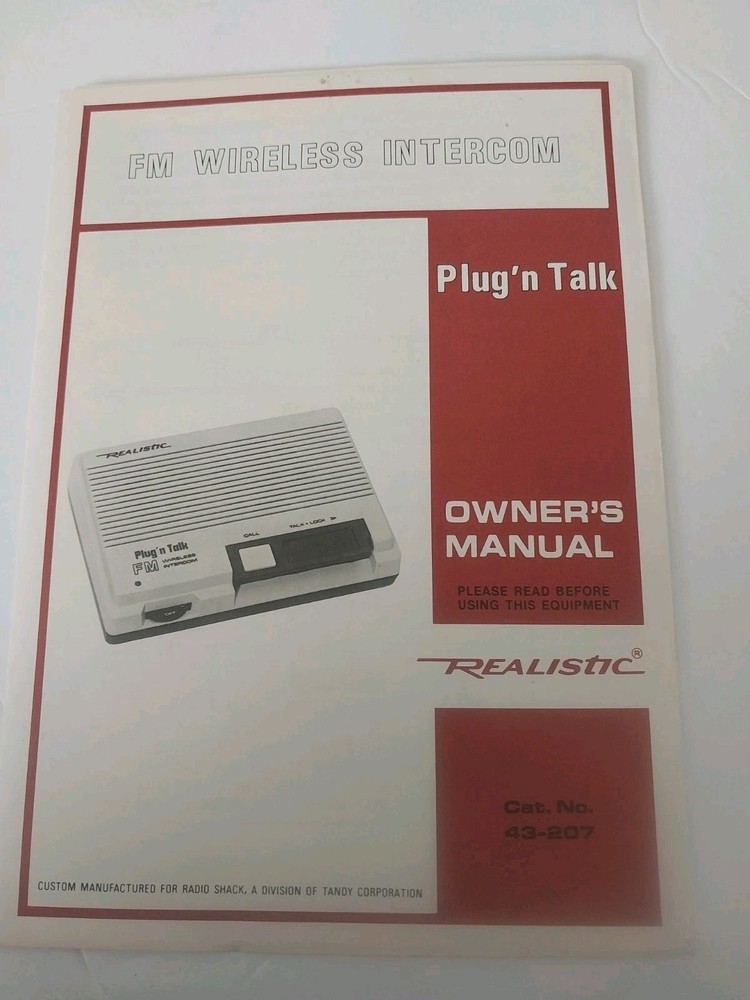 FM WIRELESS INTERCOM
Plug'n Talk
REALISTIC
CALL
TALK • LOCK
Plug'n Talk
FM WIRELESS
INTERCOM
OFF
OWNER'S
MANUAL
PLEASE READ BEFORE
USING THIS EQUIPMENT
REALISTIC®
Cat. No.
43-207
CUSTOM MANUFACTURED FOR RADIO SHACK, A DIVISION OF TANDY CORPORATION